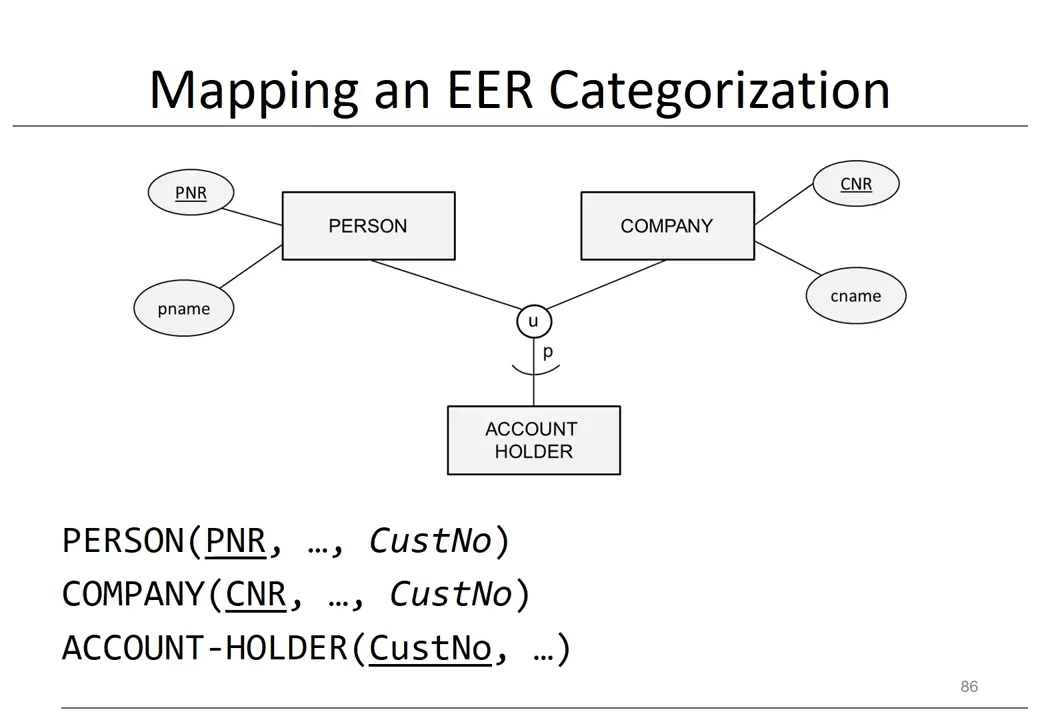 Mapping an EER Categorization
PNR
PERSON
COMPANY
CNR
pname
u
cname
p
ACCOUNT
HOLDER
PERSON(PNR, …, CustNo)
COMPANY(CNR, …, CustNo)
ACCOUNT-HOLDER(CustNo, …)
86